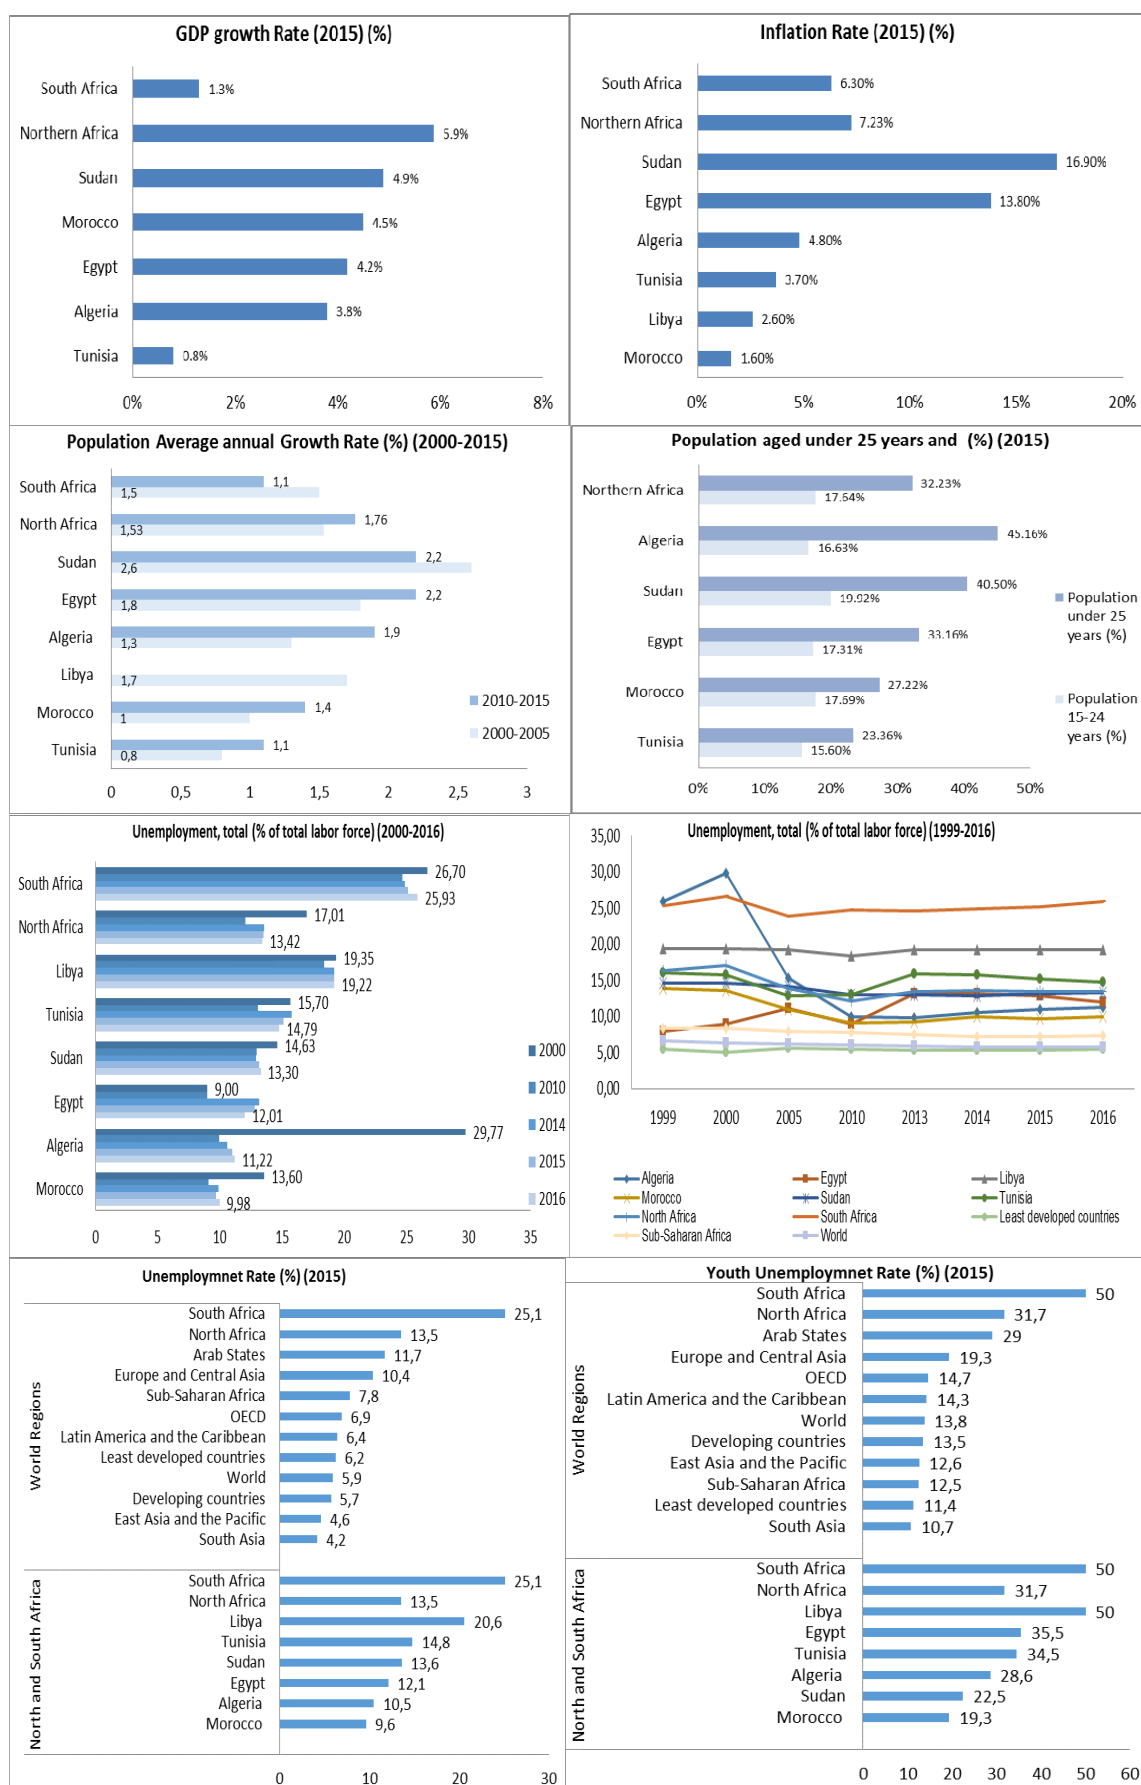 GDP growth Rate (2015) (%)
South Africa 1.3%
Northern Africa 5.9%
Sudan 4.9%
Morocco 4.5%
Egypt 4.2%
Algeria 3.8%
Tunisia 0.8%
0% 2% 4% 6% 8%
Inflation Rate (2015) (%)
South Africa 6.30%
Northern Africa 7.23%
Sudan 16.90%
Egypt 13.80%
Algeria 4.80%
Tunisia 3.70%
Libya 2.60%
Morocco 1.60%
0% 5% 10% 15% 20%
Population Average annual Growth Rate (%) (2000-2015)
South Africa 1,1
1,5
North Africa 1,76
1,53
Sudan 2,2
2,6
Egypt 2,2
1,8
Algeria 1,9
1,3
Libya
1,7
Morocco 1,4
1
Tunisia 1,1
0,8
2010-2015
2000-2005
0 0,5 1 1,5 2 2,5 3
Population aged under 25 years and (%) (2015)
Northern Africa 32.23%
17.64%
Algeria 45.16%
16.63%
Sudan 40.50%
19.92%
Egypt 33.16%
17.31%
Morocco 27.22%
17.69%
Tunisia 23.36%
15.60%
Population
under 25
years (%)
Population
15-24
years (%)
0% 10% 20% 30% 40% 50%
Unemployment, total (% of total labor force) (2000-2016)
South Africa 26,70
25,93
North Africa 17,01
13,42
Libya 19,35
19,22
Tunisia 15,70
14,79
Sudan 14,63
13,30
Egypt 9,00
12,01
Algeria 29,77
11,22
Morocco 13,60
9,98
2000
2010
2014
2015
2016
0 5 10 15 20 25 30 35
Unemployment, total (% of total labor force) (1999-2016)
35,00
30,00
25,00
20,00
15,00
10,00
5,00
0,00
1999 2000 2005 2010 2013 2014 2015 2016
Algeria Egypt Libya
Morocco Sudan Tunisia
North Africa South Africa Least developed countries
Sub-Saharan Africa World
Unemploymnet Rate (%) (2015)
World Regions
South Africa 25,1
North Africa 13,5
Arab States 11,7
Europe and Central Asia 10,4
Sub-Saharan Africa 7,8
OECD 6,9
Latin America and the Caribbean 6,4
Least developed countries 6,2
World 5,9
Developing countries 5,7
East Asia and the Pacific 4,6
South Asia 4,2
North and South Africa
South Africa 25,1
North Africa 13,5
Libya 20,6
Tunisia 14,8
Sudan 13,6
Egypt 12,1
Algeria 10,5
Morocco 9,6
0 10 20 30
Youth Unemploymnet Rate (%) (2015)
World Regions
South Africa 50
North Africa 31,7
Arab States 29
Europe and Central Asia 19,3
OECD 14,7
Latin America and the Caribbean 14,3
World 13,8
Developing countries 13,5
East Asia and the Pacific 12,6
Sub-Saharan Africa 12,5
Least developed countries 11,4
South Asia 10,7
North and South Africa
South Africa 50
North Africa 31,7
Libya 50
Egypt 35,5
Tunisia 34,5
Algeria 28,6
Sudan 22,5
Morocco 19,3
0 10 20 30 40 50 60